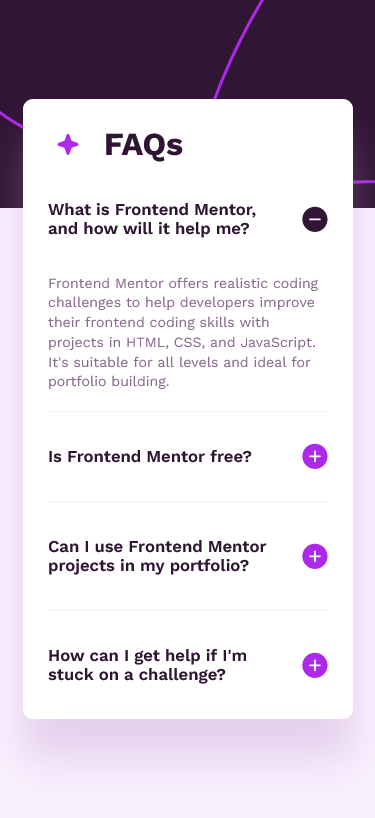 FAQs
What is Frontend Mentor,
and how will it help me?
Frontend Mentor offers realistic coding
challenges to help developers improve
their frontend coding skills with
projects in HTML, CSS, and JavaScript.
It's suitable for all levels and ideal for
portfolio building.
Is Frontend Mentor free?
Can I use Frontend Mentor
projects in my portfolio?
How can I get help if I'm
stuck on a challenge?